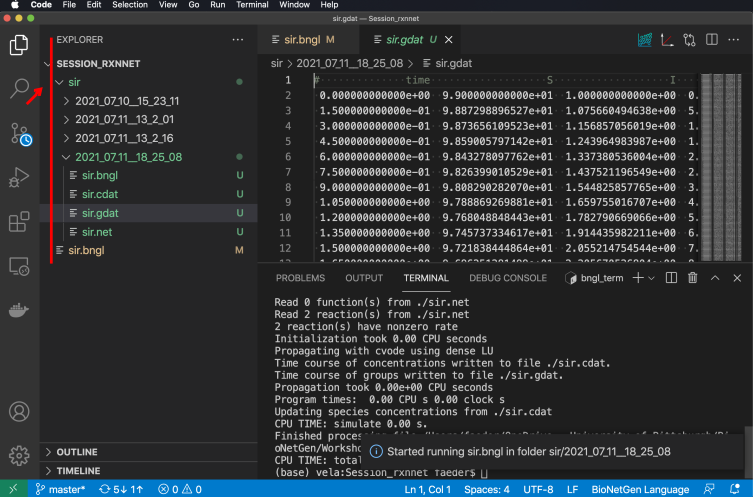 Code File Edit Selection View Go Run Terminal Window Help
sir.gdat — Session_rxnnet
EXPLORER
SESSION_RXNNET
sir
2021_07_10__15_23_11
2021_07_11__13_2_01
2021_07_11__13_2_16
2021_07_11__18_25_08
sir.bngl U
sir.cdat U
sir.gdat U
sir.net U
sir.bngl M
OUTLINE
TIMELINE
sir.bngl M sir.gdat U
sir > 2021_07_11__18_25_08 > sir.gdat
1 # time S I
2 0.000000000000e+00 9.900000000000e+01 1.000000000000e+00 0.
3 1.500000000000e-01 9.887298896527e+01 1.075660494638e+00 5.
4 3.000000000000e-01 9.873656109523e+01 1.156857056019e+00 1.
5 4.500000000000e-01 9.859005797142e+01 1.243964983987e+00 1.
6 6.000000000000e-01 9.843278097762e+01 1.337380536004e+00 2.
7 7.500000000000e-01 9.826399010529e+01 1.437521196549e+00 2.
8 9.000000000000e-01 9.808290282070e+01 1.544825857765e+00 3.
9 1.050000000000e+00 9.788869269881e+01 1.659755016707e+00 4.
10 1.200000000000e+00 9.768048848443e+01 1.782790669066e+00 5.
11 1.350000000000e+00 9.745737334617e+01 1.914435982211e+00 6.
12 1.500000000000e+00 9.721838444864e+01 2.055214754544e+00 7.
PROBLEMS OUTPUT TERMINAL DEBUG CONSOLE bngl_term
Read 0 function(s) from ./sir.net
Read 2 reaction(s) from ./sir.net
2 reaction(s) have nonzero rate
Initialization took 0.00 CPU seconds
Propagating with cvode using dense LU
Time course of concentrations written to file ./sir.cdat.
Time course of groups written to file ./sir.gdat.
Propagation took 0.00e+00 CPU seconds
Program times: 0.00 CPU s 0.00 clock s
Updating species concentrations from ./sir.cdat
CPU TIME: simulate 0.00 s.
Finished proces
oNetGen/Worksho
CPU TIME: total
(base) vela:Session_rxnnet faeder$
Started running sir.bngl in folder sir/2021_07_11__18_25_08
master* 5↓ 1↑ 0 0 Ln 1, Col 1 Spaces: 4 UTF-8 LF BioNetGen Language